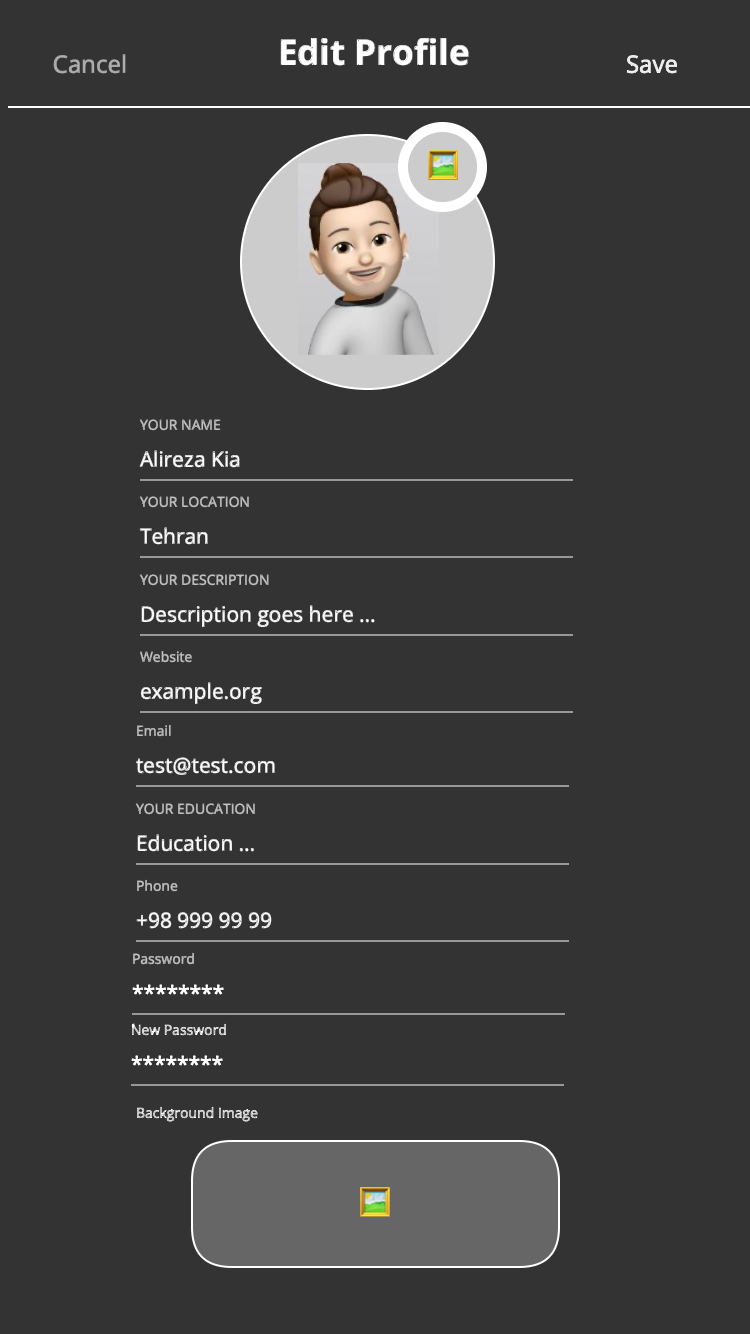 Cancel
Edit Profile
Save
YOUR NAME
Alireza Kia
YOUR LOCATION
Tehran
YOUR DESCRIPTION
Description goes here ...
Website
example.org
Email
test@test.com
YOUR EDUCATION
Education ...
Phone
+98 999 99 99
Password
********
New Password
********
Background Image